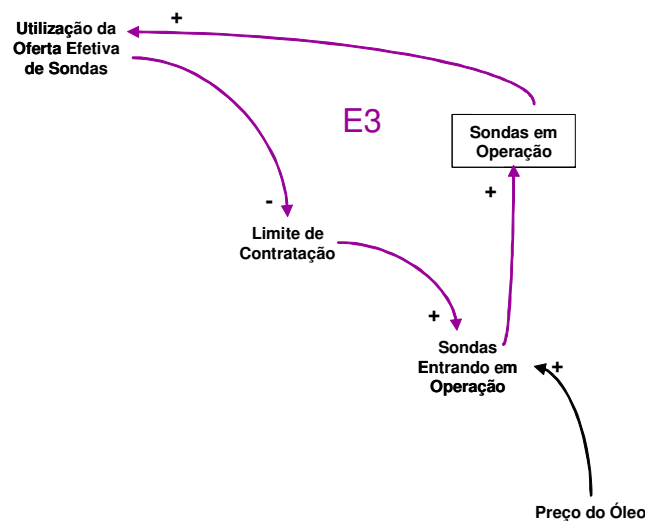 +
Utilização da
Oferta Efetiva
de Sondas
E3
Sondas em
Operação
+
-
Limite de
Contratação
+
Sondas
Entrando em
Operação
+
Preço do Óleo